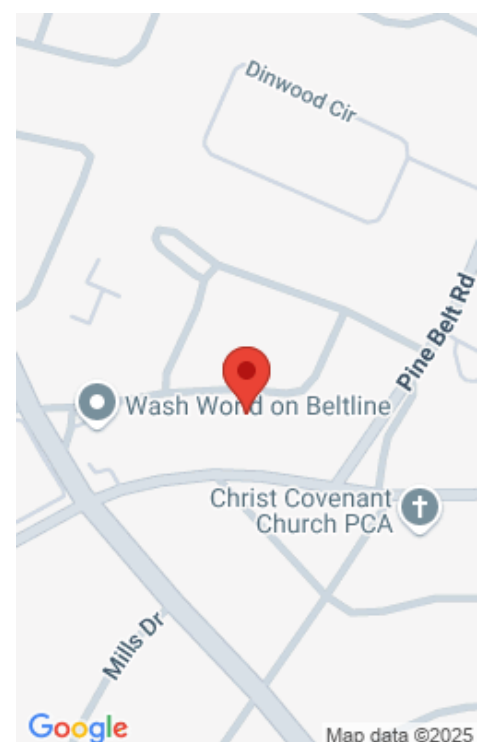 Dinwood Cir
Pine Belt Rd
Wash World on Beltline
Christ Covenant
Church PCA
Mills Dr
Google
Map data ©2025